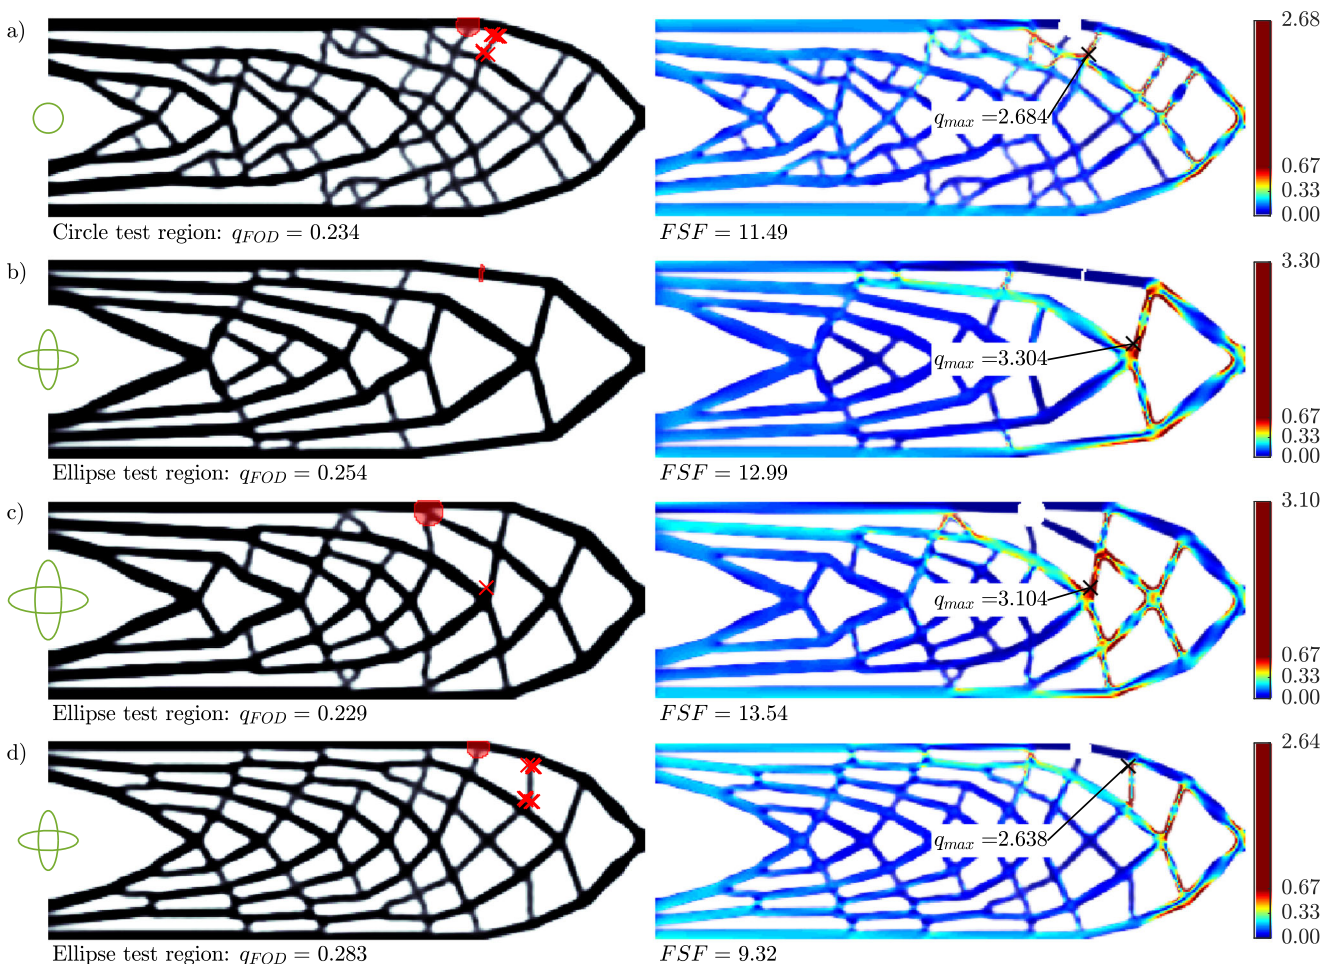 a)
q_max =2.684
2.68
0.67
0.33
0.00
Circle test region: q_FOD = 0.234
FSF = 11.49
b)
q_max =3.304
3.30
0.67
0.33
0.00
Ellipse test region: q_FOD = 0.254
FSF = 12.99
c)
q_max =3.104
3.10
0.67
0.33
0.00
Ellipse test region: q_FOD = 0.229
FSF = 13.54
d)
q_max =2.638
2.64
0.67
0.33
0.00
Ellipse test region: q_FOD = 0.283
FSF = 9.32